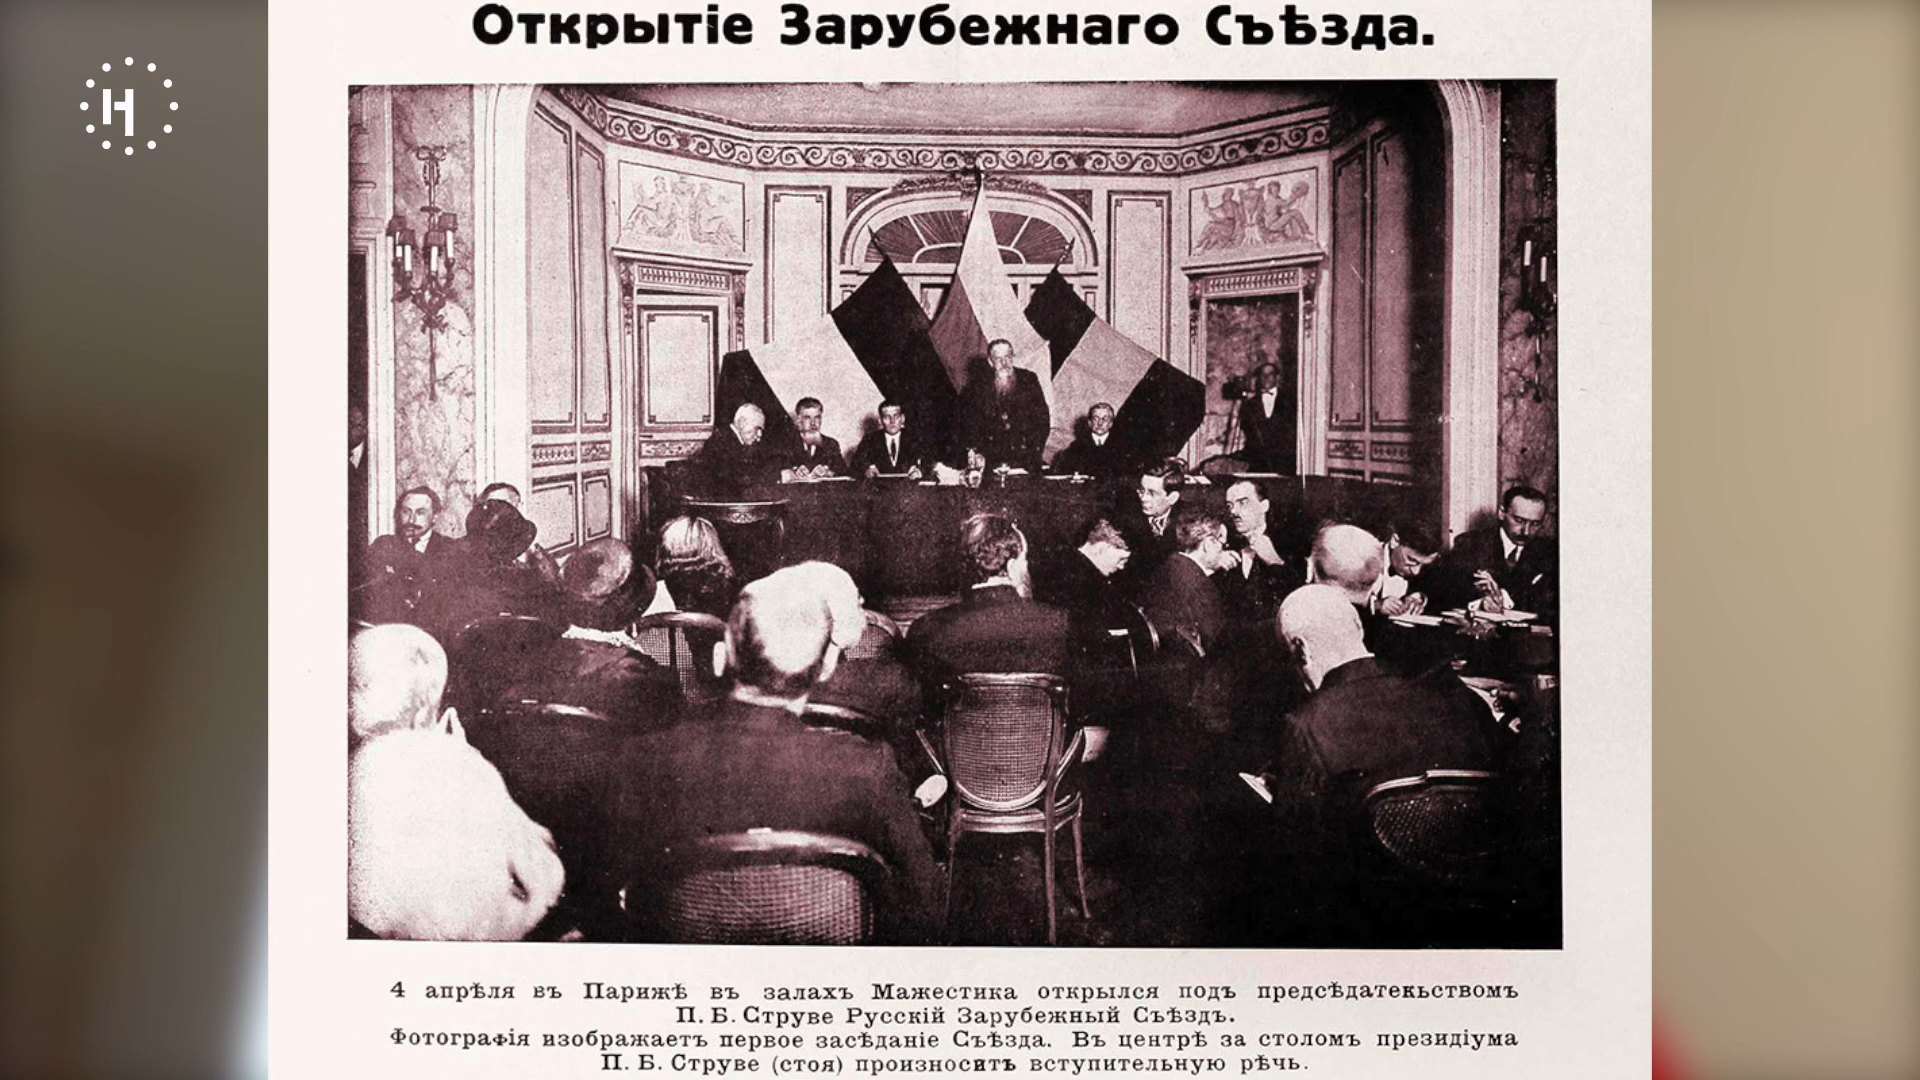 Открытіе Зарубежнаго Съѣзда.
Н
4 апрѣля въ Парижѣ въ залахъ Мажестика открылся подъ предсѣдатекьствомъ
П. Б. Струве Русскій Зарубежный Съѣздъ.
Фотографія изображаетъ первое засѣданіе Съѣзда. Въ центрѣ за столомъ президіума
П. Б. Струве (стоя) произноситъ вступительную рѣчь.